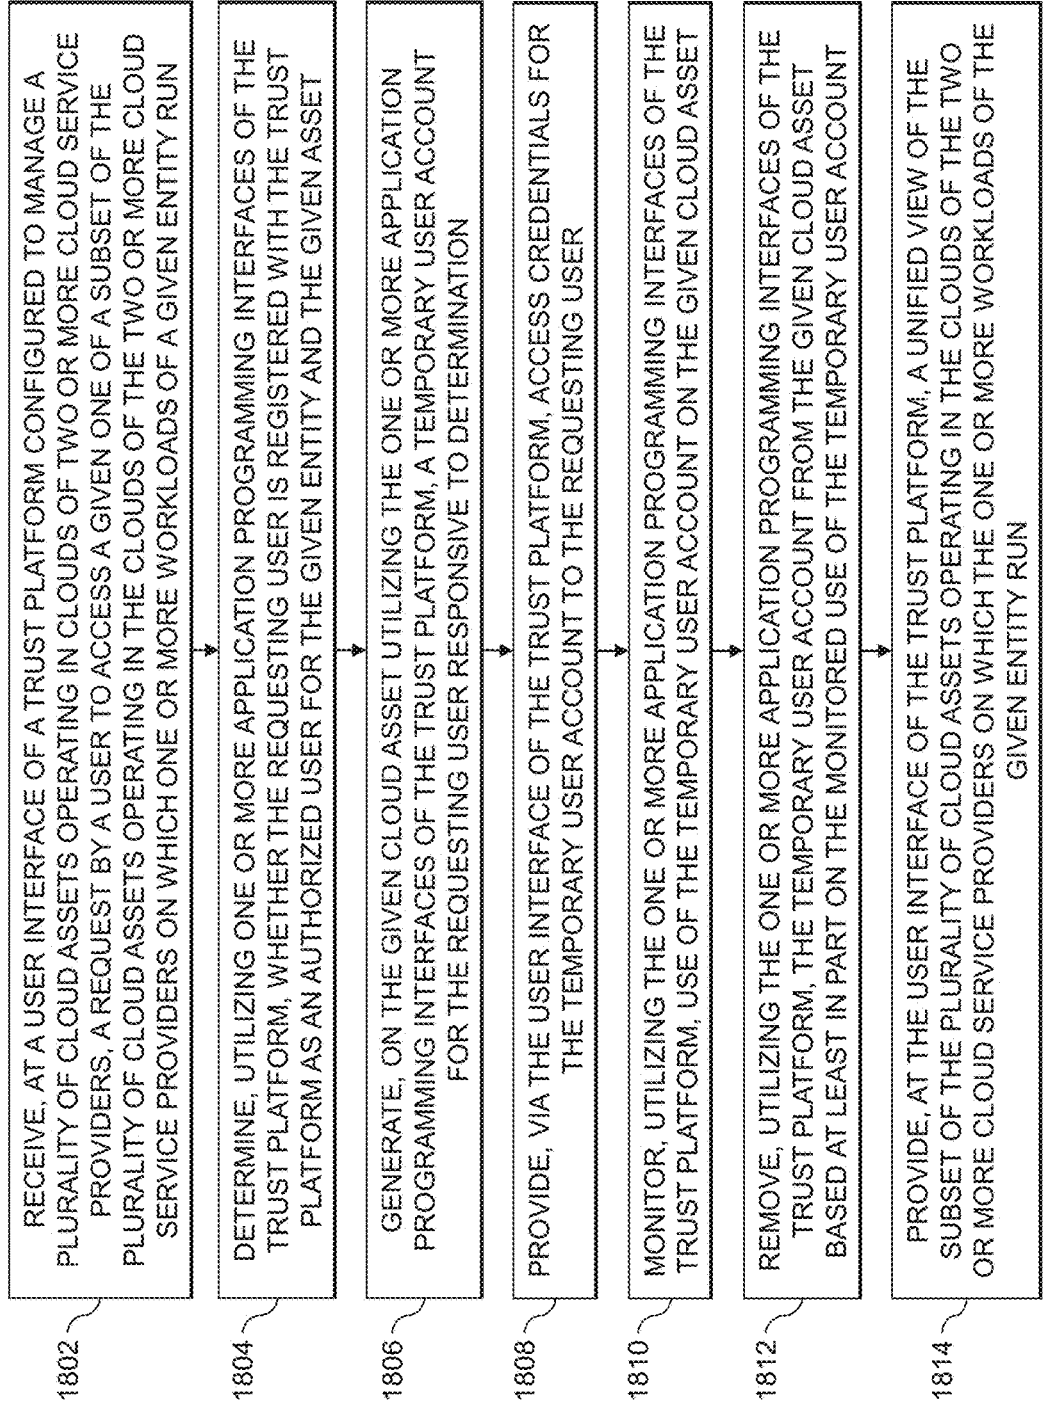 1802
RECEIVE, AT A USER INTERFACE OF A TRUST PLATFORM CONFIGURED TO MANAGE A
PLURALITY OF CLOUD ASSETS OPERATING IN CLOUDS OF TWO OR MORE CLOUD SERVICE
PROVIDERS, A REQUEST BY A USER TO ACCESS A GIVEN ONE OF A SUBSET OF THE
PLURALITY OF CLOUD ASSETS OPERATING IN THE CLOUDS OF THE TWO OR MORE CLOUD
SERVICE PROVIDERS ON WHICH ONE OR MORE WORKLOADS OF A GIVEN ENTITY RUN
1804
DETERMINE, UTILIZING ONE OR MORE APPLICATION PROGRAMMING INTERFACES OF THE
TRUST PLATFORM, WHETHER THE REQUESTING USER IS REGISTERED WITH THE TRUST
PLATFORM AS AN AUTHORIZED USER FOR THE GIVEN ENTITY AND THE GIVEN ASSET
1806
GENERATE, ON THE GIVEN CLOUD ASSET UTILIZING THE ONE OR MORE APPLICATION
PROGRAMMING INTERFACES OF THE TRUST PLATFORM, A TEMPORARY USER ACCOUNT
FOR THE REQUESTING USER RESPONSIVE TO DETERMINATION
1808
PROVIDE, VIA THE USER INTERFACE OF THE TRUST PLATFORM, ACCESS CREDENTIALS FOR
THE TEMPORARY USER ACCOUNT TO THE REQUESTING USER
1810
MONITOR, UTILIZING THE ONE OR MORE APPLICATION PROGRAMMING INTERFACES OF THE
TRUST PLATFORM, USE OF THE TEMPORARY USER ACCOUNT ON THE GIVEN CLOUD ASSET
1812
REMOVE, UTILIZING THE ONE OR MORE APPLICATION PROGRAMMING INTERFACES OF THE
TRUST PLATFORM, THE TEMPORARY USER ACCOUNT FROM THE GIVEN CLOUD ASSET
BASED AT LEAST IN PART ON THE MONITORED USE OF THE TEMPORARY USER ACCOUNT
1814
PROVIDE, AT THE USER INTERFACE OF THE TRUST PLATFORM, A UNIFIED VIEW OF THE
SUBSET OF THE PLURALITY OF CLOUD ASSETS OPERATING IN THE CLOUDS OF THE TWO
OR MORE CLOUD SERVICE PROVIDERS ON WHICH THE ONE OR MORE WORKLOADS OF THE
GIVEN ENTITY RUN